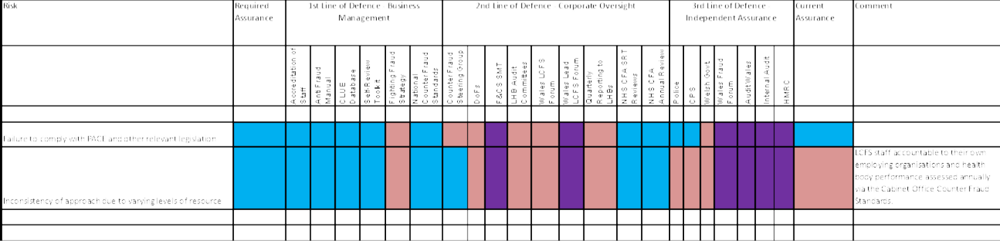 Risk
Required
Assurance
1st Line of Defence - Business
Management
2nd Line of Defence - Corporate Oversight
3rd Line of Defence
Independent Assurance
Current
Assurance
Comment
Accreditation of
Staff
Anti Fraud
Manual
CLUE
Database
Self-Review
Toolkit
Fighting Fraud
Strategy
National
Counter Fraud
Standards
Counter Fraud
Steering Group
DoFs
F&CS SMT
LHB Audit
Committees
Wales LCFS
Forum
Wales Lead
LCFS Forum
Quarterly
Reporting to
LHBs
NHS CFA SRT
Reviews
NHS CFA
Annual Review
Police
CPS
Welsh Govt
Wales Fraud
Forum
Audit Wales
Internal Audit
HMRC
Failure to comply with PACE and other relevant legislation
Inconsistency of approach due to varying levels of resource
LCFS staff accountable to their own
employing organisations and health
body performance assessed annually
via the Cabinet Office Counter Fraud
Standards.